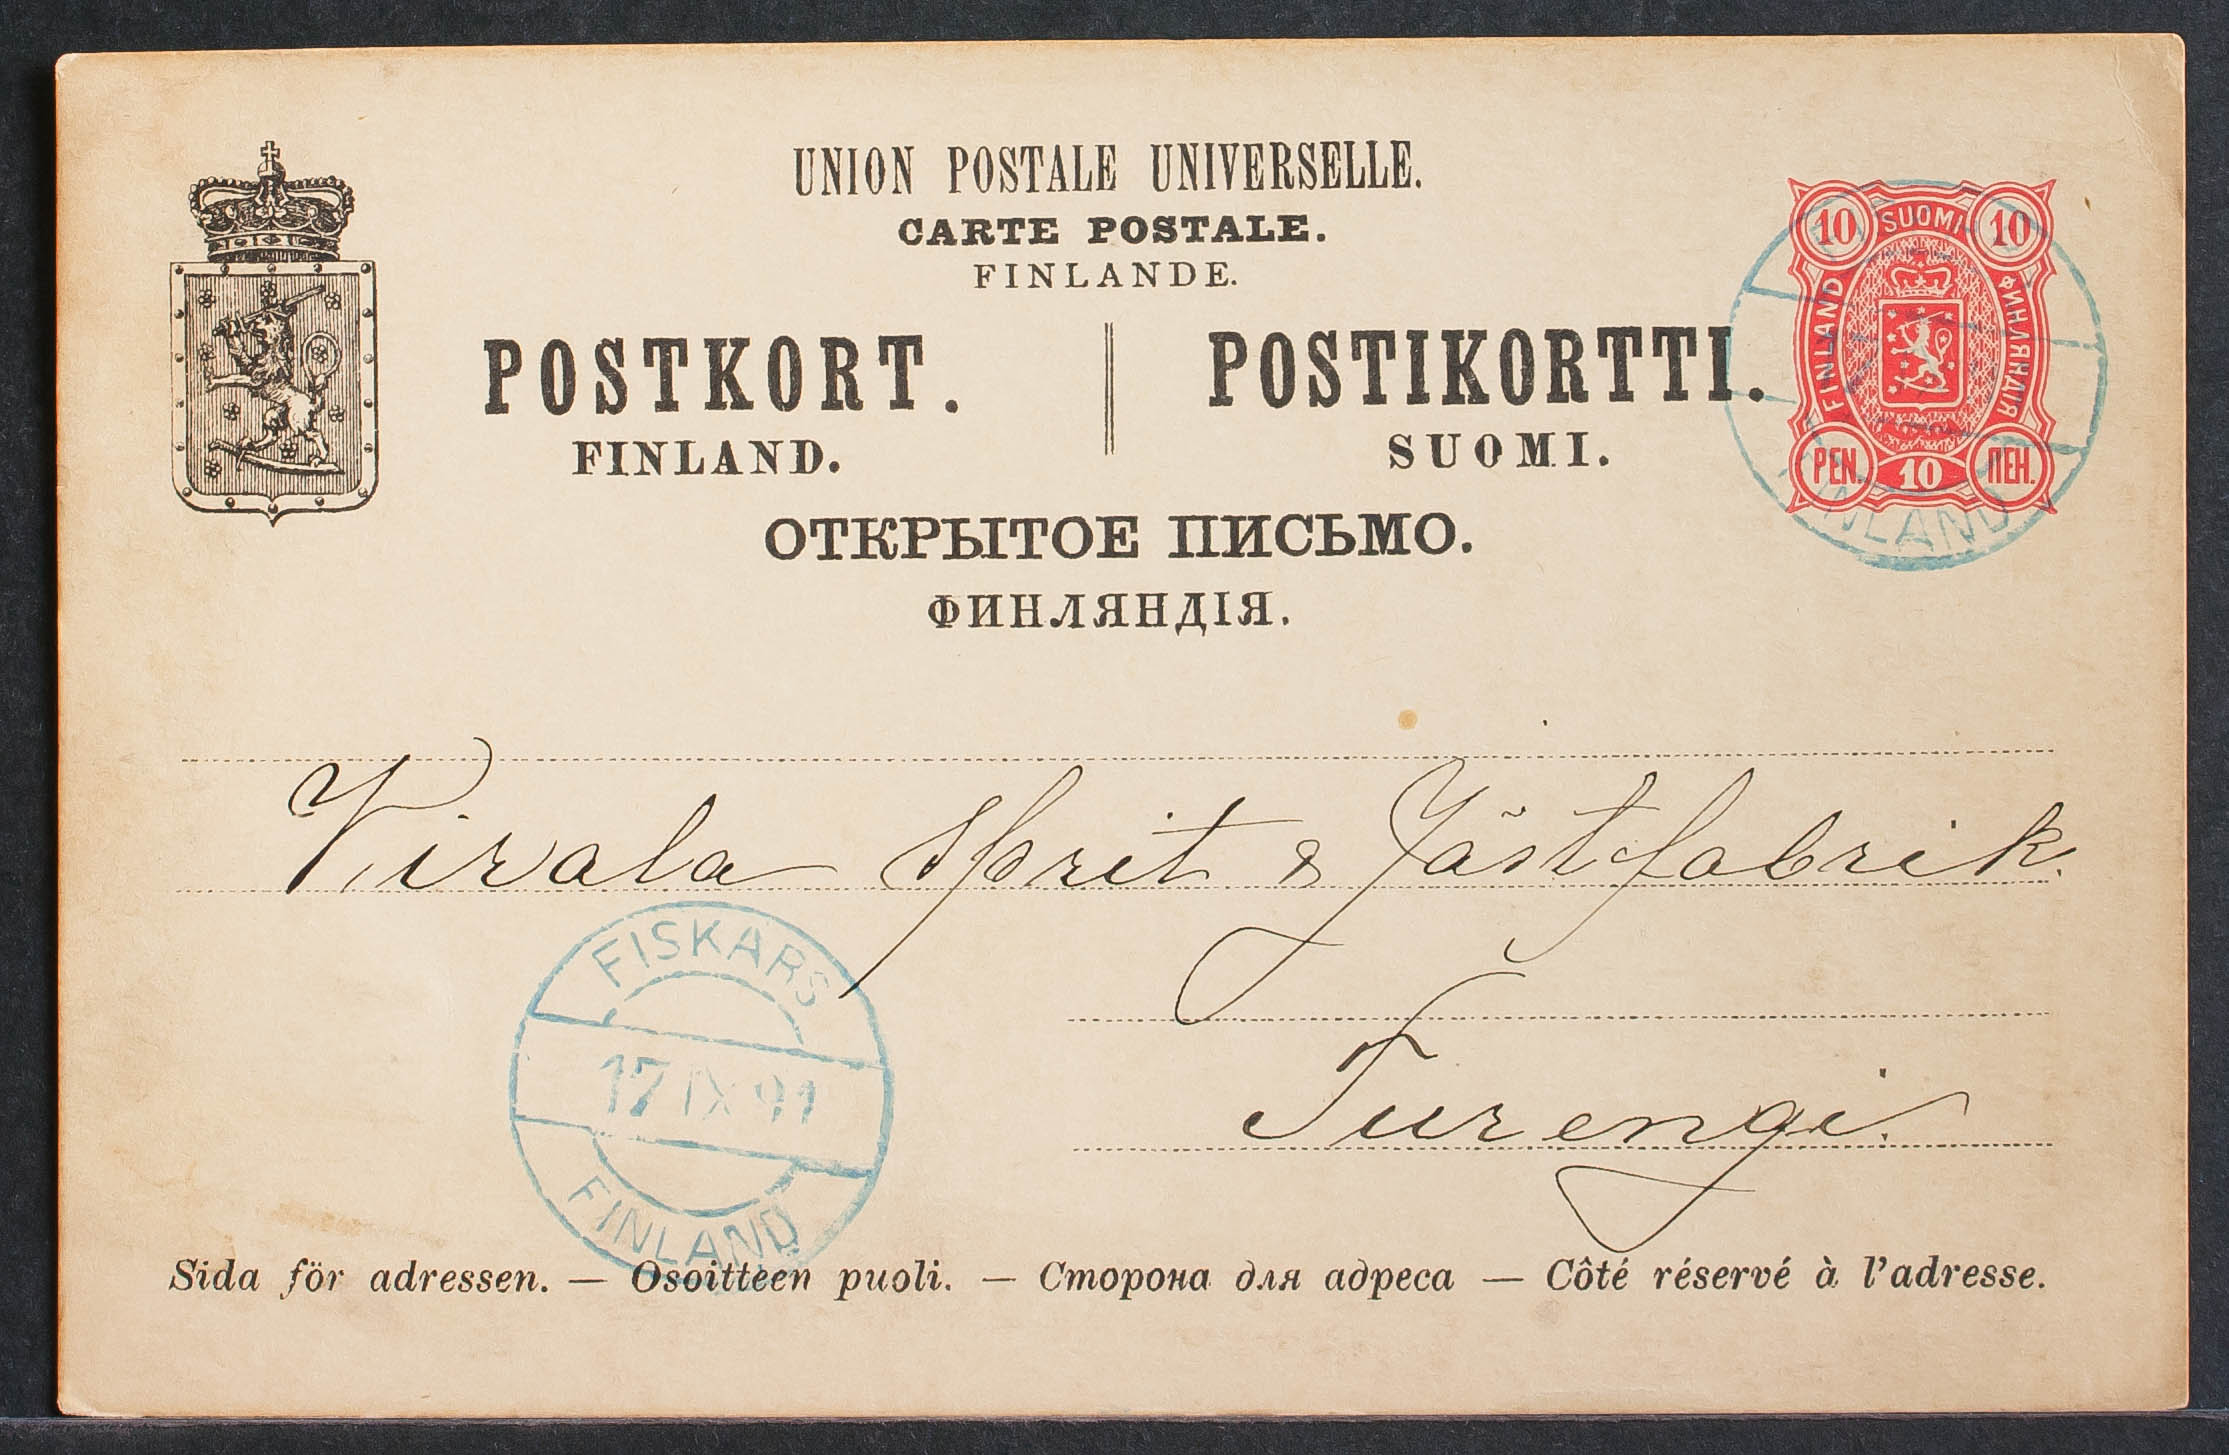 UNION POSTALE UNIVERSELLE.
CARTE POSTALE.
FINLANDE.
POSTKORT.
FINLAND.
POSTIKORTTI.
SUOMI.
ОТКРЫТОЕ ПИСЬМО.
ФИНЛЯНДІЯ.
10 SUOMI 10
FINLAND
ФИНЛЯНДІЯ
PEN. 10 ПЕН.
FINLAND
Virala Sprit & Jästfabrik.
Turengi.
FISKARS
17 IX 91
FINLAND
Sida för adressen. — Osoitteen puoli. — Сторона для адреса — Côté réservé à l'adresse.